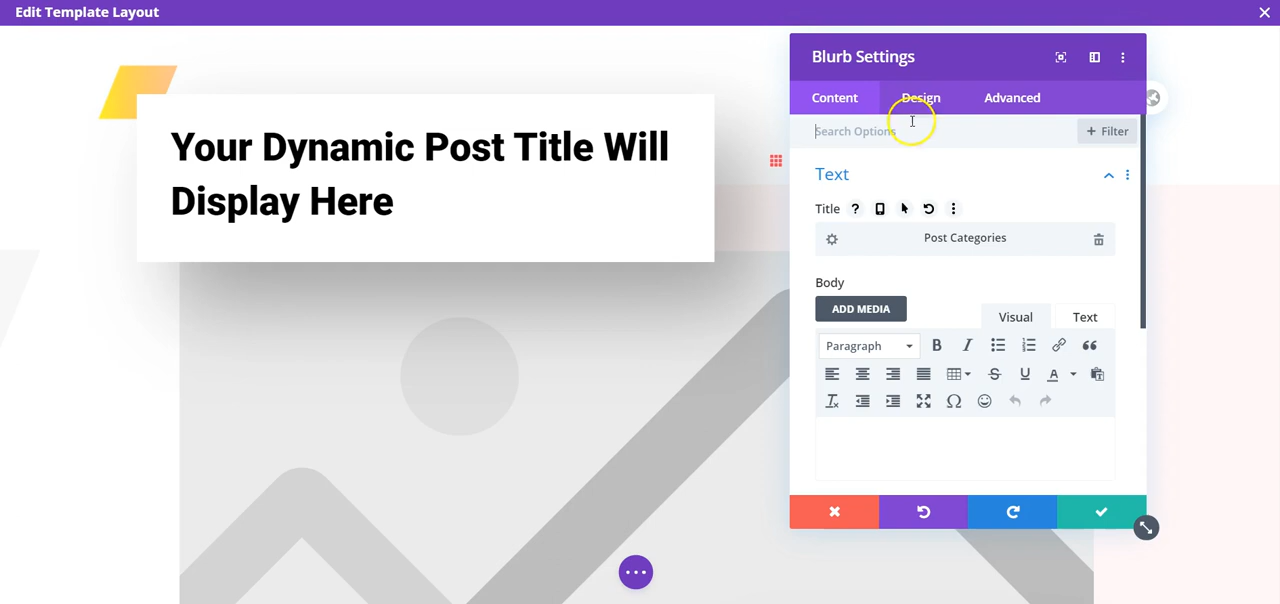 Edit Template Layout
Your Dynamic Post Title Will
Display Here
Blurb Settings
Content
Design
Advanced
Search Options
+ Filter
Text
Title
Post Categories
Body
ADD MEDIA
Visual
Text
Paragraph